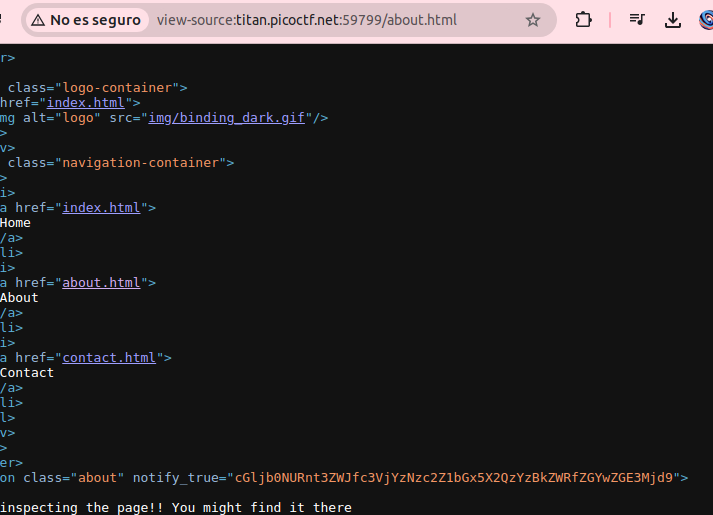 No es seguro view-source:titan.picoctf.net:59799/about.html
r>
class="logo-container">
href="index.html">
mg alt="logo" src="img/binding_dark.gif"/>
>
v>
class="navigation-container">
>
i>
a href="index.html">
Home
/a>
li>
i>
a href="about.html">
About
/a>
li>
i>
a href="contact.html">
Contact
/a>
li>
l>
v>
>
er>
on class="about" notify_true="cGljb0NURnt3ZWJfc3VjYzNzc2Z1bGx5X2QzYzBkZWRfZGYwZGE3Mjd9">
inspecting the page!! You might find it there